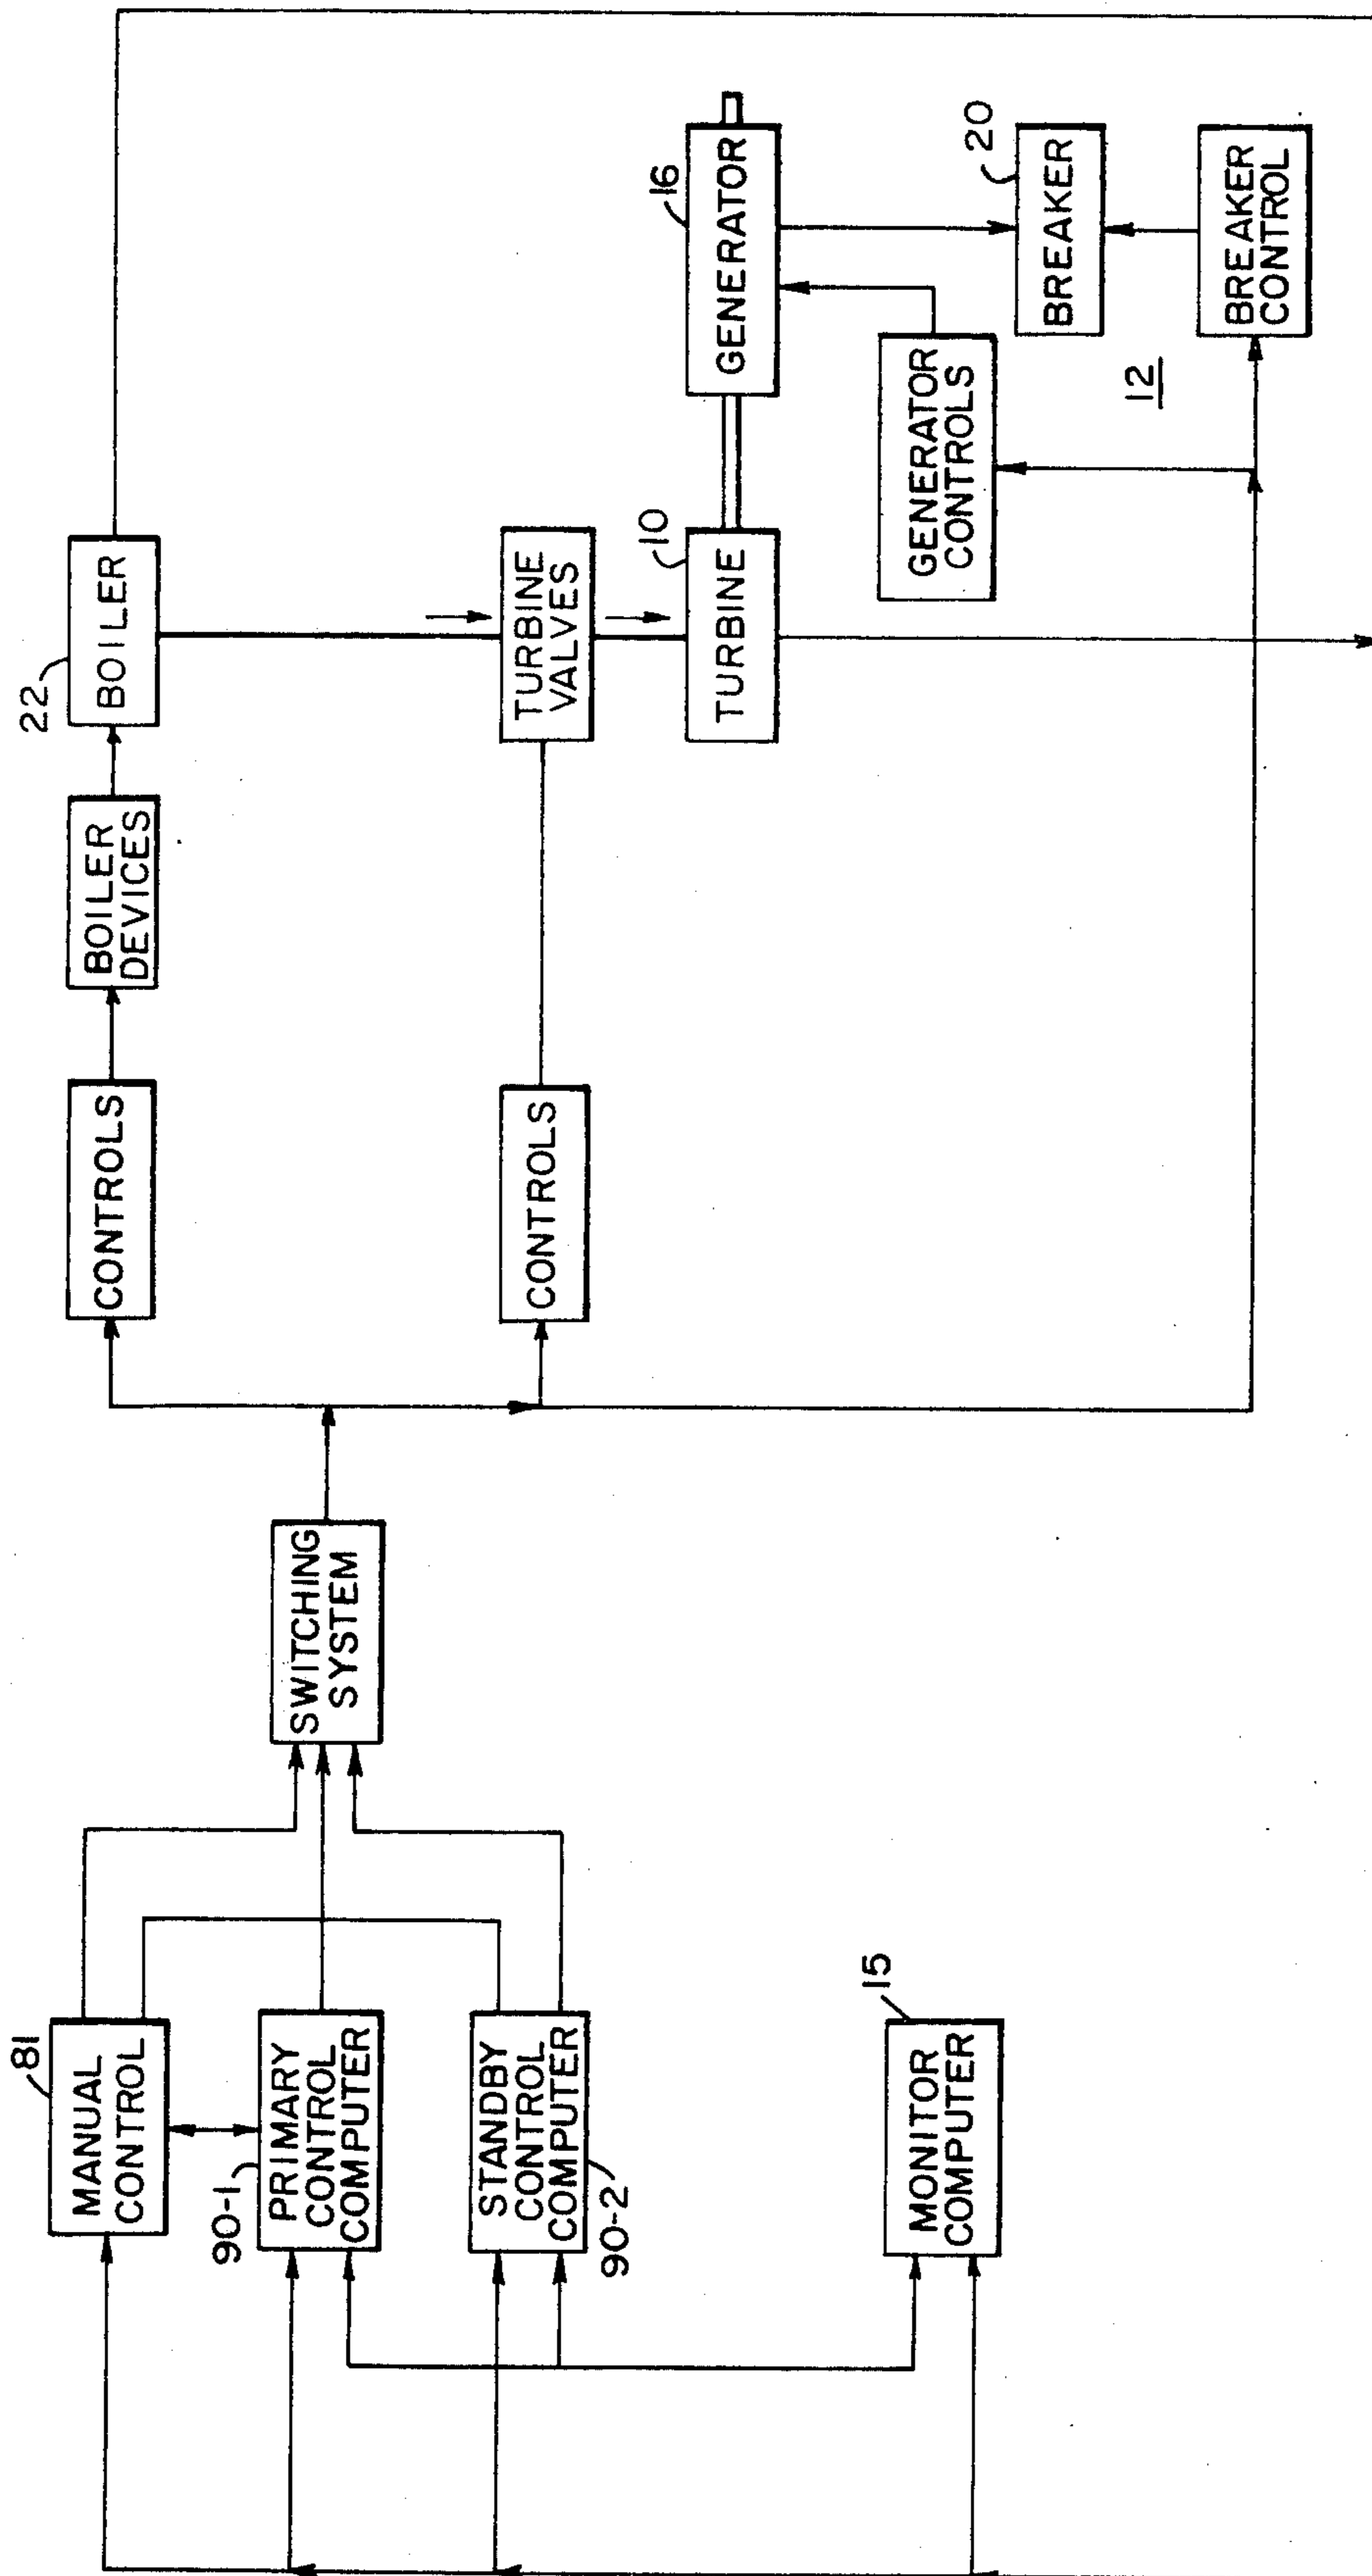 81
MANUAL
CONTROL
90-1
PRIMARY
CONTROL
COMPUTER
STANDBY
CONTROL
COMPUTER
90-2
15
MONITOR
COMPUTER
SWITCHING
SYSTEM
CONTROLS
BOILER
DEVICES
22
BOILER
CONTROLS
TURBINE
VALVES
10
TURBINE
16
GENERATOR
GENERATOR
CONTROLS
20
BREAKER
12
BREAKER
CONTROL